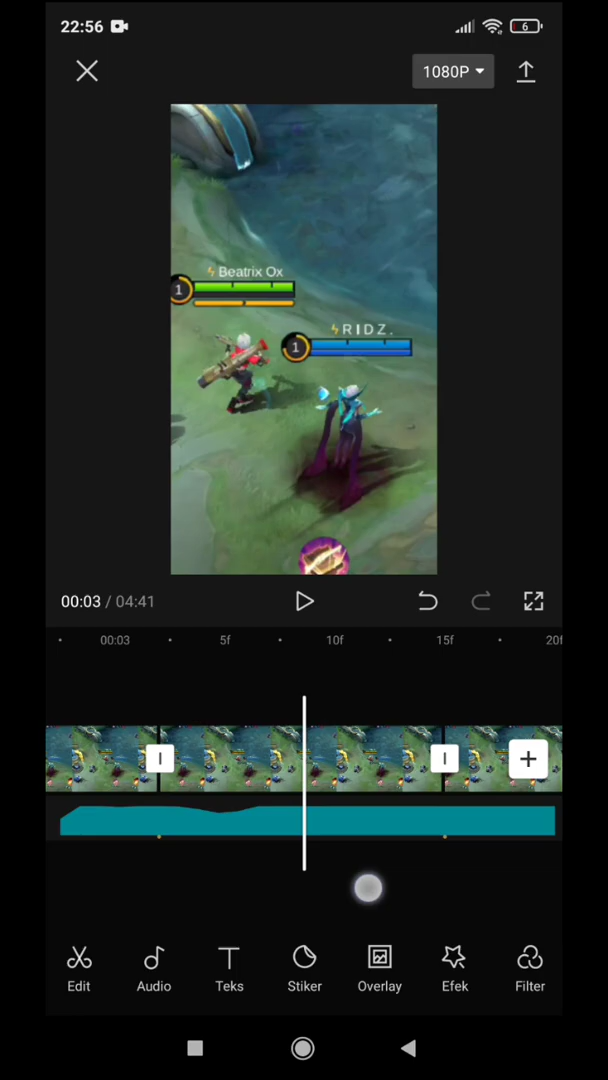 22:56
6
1080P
Beatrix Ox
1
R I D Z .
1
00:03 / 04:41
00:03 5f 10f 15f 20f
Edit Audio Teks Stiker Overlay Efek Filter